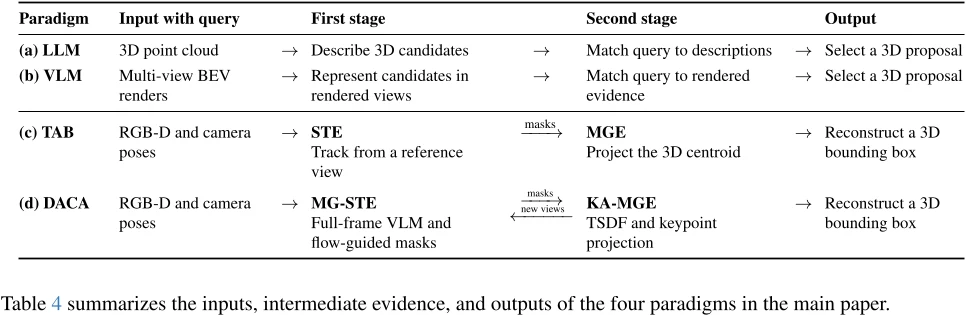 Paradigm Input with query First stage Second stage Output
(a) LLM 3D point cloud → Describe 3D candidates → Match query to descriptions → Select a 3D proposal
(b) VLM Multi-view BEV renders → Represent candidates in rendered views → Match query to rendered evidence → Select a 3D proposal
(c) TAB RGB-D and camera poses → STE
Track from a reference view
masks → MGE
Project the 3D centroid
→ Reconstruct a 3D bounding box
(d) DACA RGB-D and camera poses → MG-STE
Full-frame VLM and flow-guided masks
masks →
new views ←
KA-MGE
TSDF and keypoint projection
→ Reconstruct a 3D bounding box
Table 4 summarizes the inputs, intermediate evidence, and outputs of the four paradigms in the main paper.